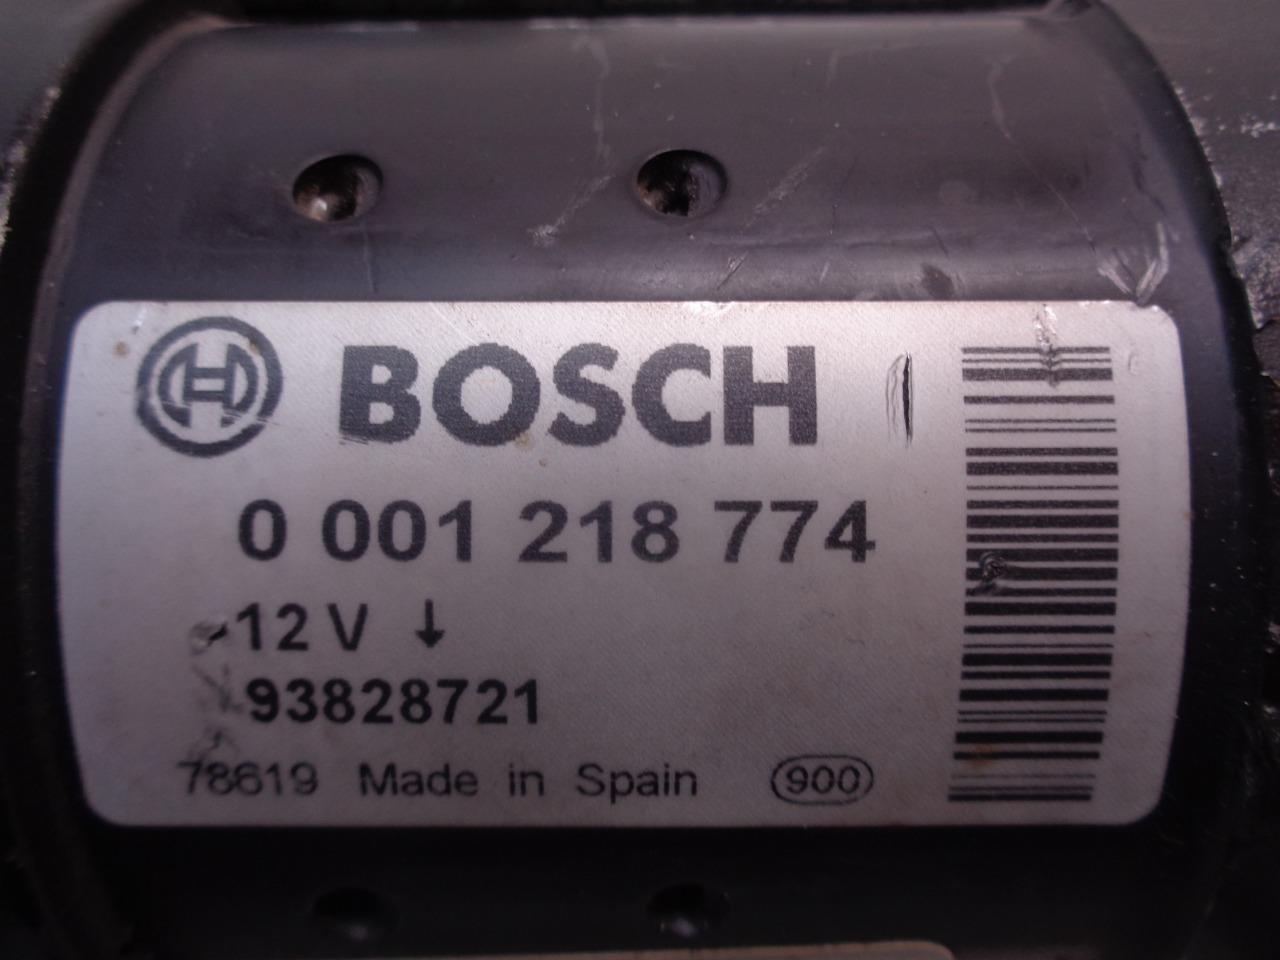 BOSCH
0 001 218 774
12 V ↓
93828721
78619 Made in Spain 900